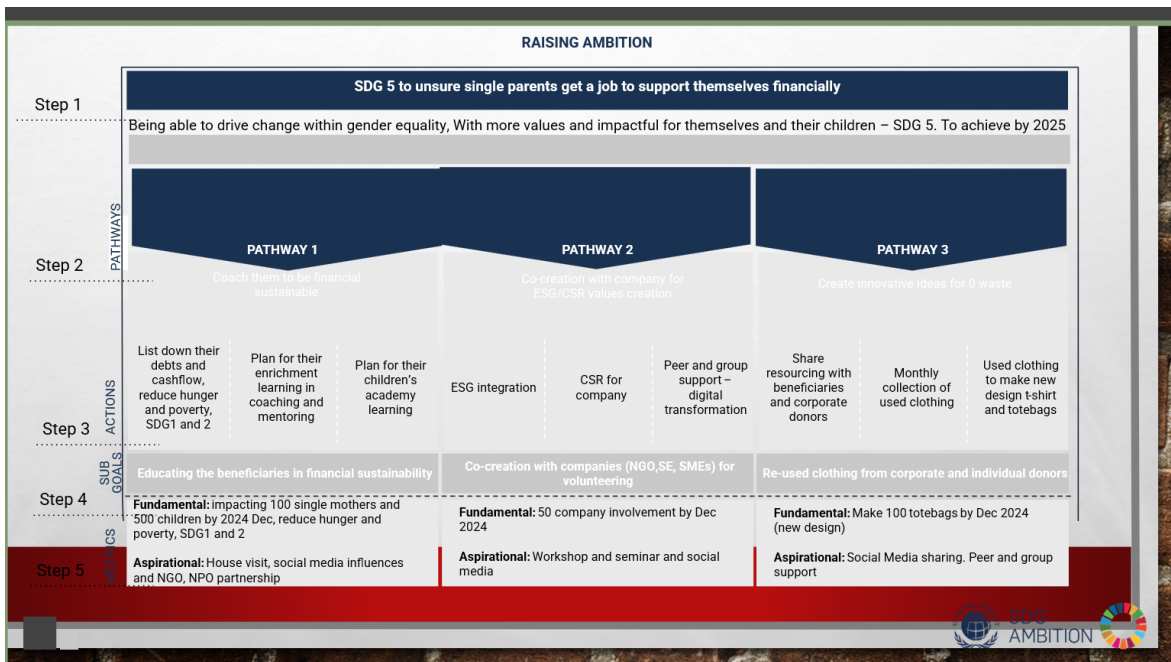 RAISING AMBITION
SDG 5 to unsure single parents get a job to support themselves financially
Step 1
Being able to drive change within gender equality, With more values and impactful for themselves and their children – SDG 5. To achieve by 2025
PATHWAYS
Step 2
PATHWAY 1
Coach them to be financial
sustainable
PATHWAY 2
Co-creation with company for
ESG/CSR values creation
PATHWAY 3
Create innovative ideas for 0 waste
ACTIONS
Step 3
List down their
debts and
cashflow,
reduce hunger
and poverty,
SDG1 and 2
Plan for their
enrichment
learning in
coaching and
mentoring
Plan for their
children's
academy
learning
ESG integration
CSR for
company
Peer and group
support –
digital
transformation
Share
resourcing with
beneficiaries
and corporate
donors
Monthly
collection of
used clothing
Used clothing
to make new
design t-shirt
and totebags
SUB
GOALS
Step 4
Educating the beneficiaries in financial sustainability
Co-creation with companies (NGO,SE, SMEs) for
volunteering
Re-used clothing from corporate and individual donors
METRICS
Step 5
Fundamental: impacting 100 single mothers and
500 children by 2024 Dec, reduce hunger and
poverty, SDG1 and 2
Aspirational: House visit, social media influences
and NGO, NPO partnership
Fundamental: 50 company involvement by Dec
2024
Aspirational: Workshop and seminar and social
media
Fundamental: Make 100 totebags by Dec 2024
(new design)
Aspirational: Social Media sharing. Peer and group
support
SDG
AMBITION